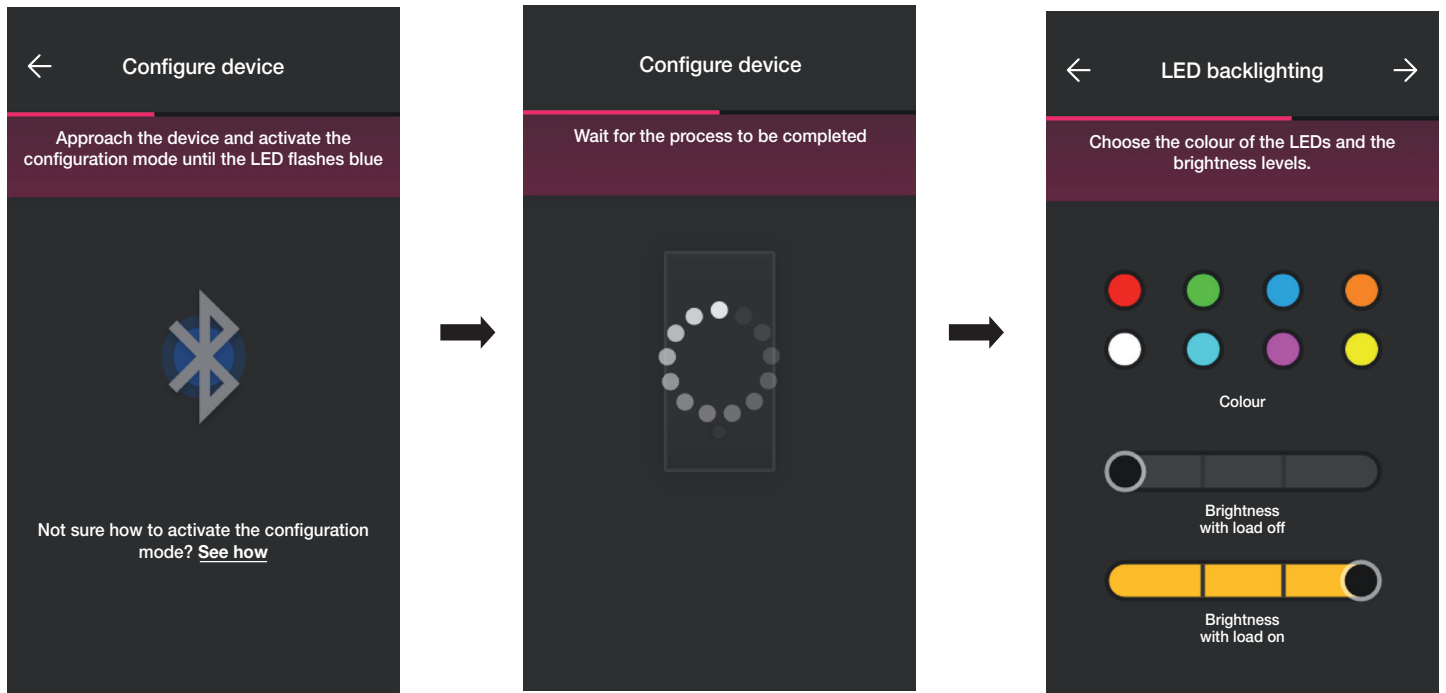 Configure device
Approach the device and activate the
configuration mode until the LED flashes blue
Not sure how to activate the configuration
mode? See how
Configure device
Wait for the process to be completed
LED backlighting
Choose the colour of the LEDs and the
brightness levels.
Colour
Brightness
with load off
Brightness
with load on